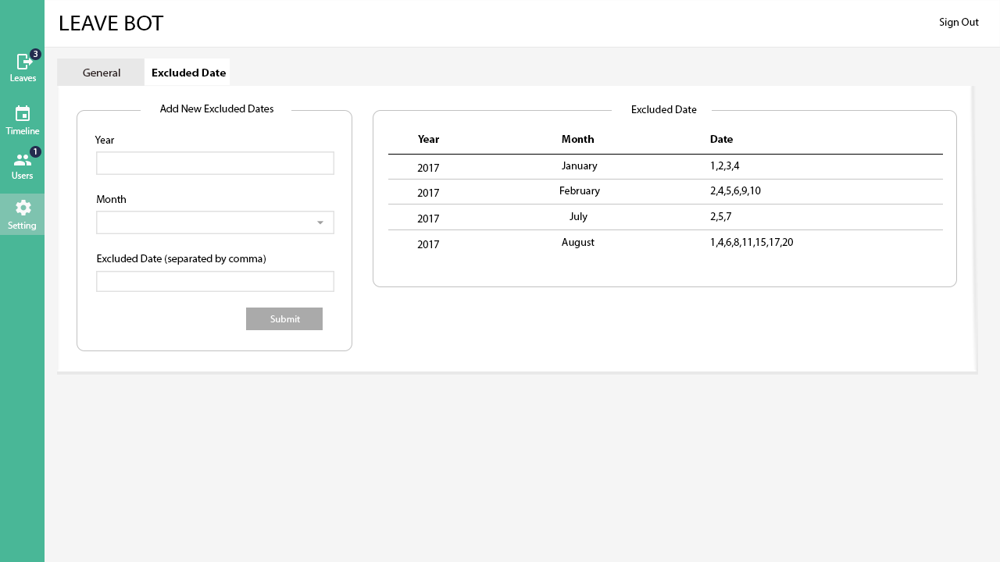 LEAVE BOT
Sign Out
3
Leaves
Timeline
1
Users
Setting
General Excluded Date
Add New Excluded Dates
Year
Month
Excluded Date (separated by comma)
Submit
Excluded Date
Year Month Date
2017 January 1,2,3,4
2017 February 2,4,5,6,9,10
2017 July 2,5,7
2017 August 1,4,6,8,11,15,17,20